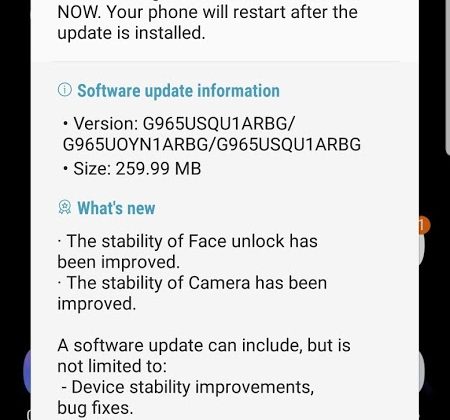 NOW. Your phone will restart after the
update is installed.
Software update information
• Version: G965USQU1ARBG/
G965UOYN1ARBG/G965USQU1ARBG
• Size: 259.99 MB
What's new
· The stability of Face unlock has
been improved.
· The stability of Camera has been
improved.
A software update can include, but is
not limited to:
- Device stability improvements,
bug fixes.
1